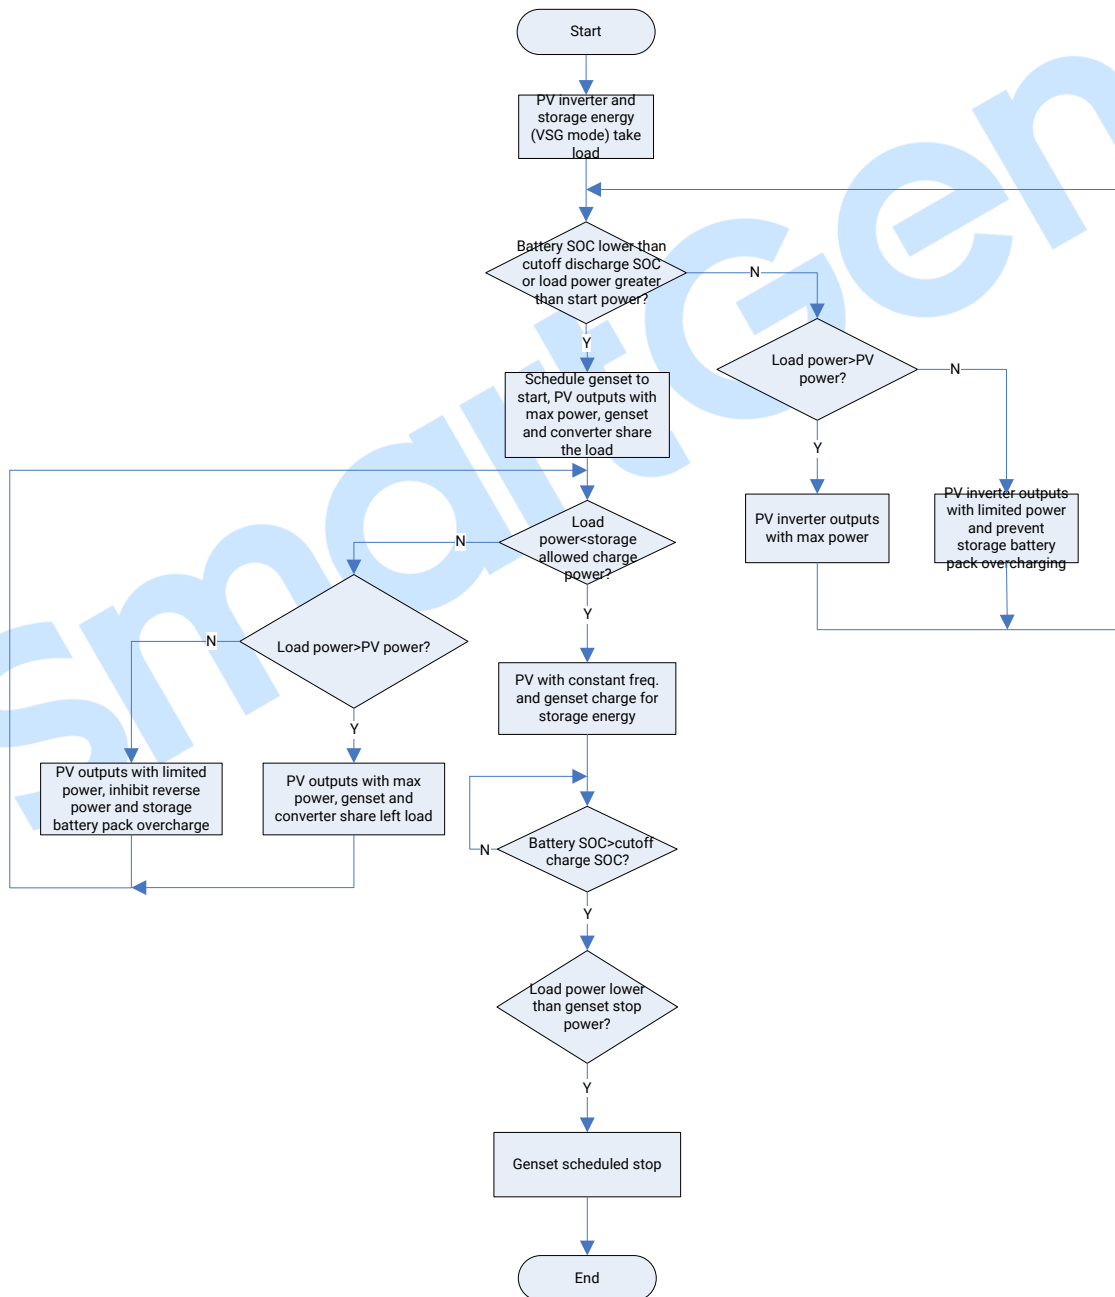 Start
PV inverter and
storage energy
(VSG mode) take
load
Battery SOC lower than
cutoff discharge SOC
or load power greater
than start power?
N
Y
Load power>PV
power?
N
Y
Schedule genset to
start, PV outputs with
max power, genset
and converter share
the load
PV inverter outputs
with max power
PV inverter outputs
with limited power
and prevent
storage battery
pack overcharging
Load
power<storage
allowed charge
power?
N
Y
Load power>PV power?
N
Y
PV with constant freq.
and genset charge for
storage energy
PV outputs with limited
power, inhibit reverse
power and storage
battery pack overcharge
PV outputs with max
power, genset and
converter share left load
Battery SOC>cutoff
charge SOC?
N
Y
Load power lower
than genset stop
power?
Y
Genset scheduled stop
End
SmartGen